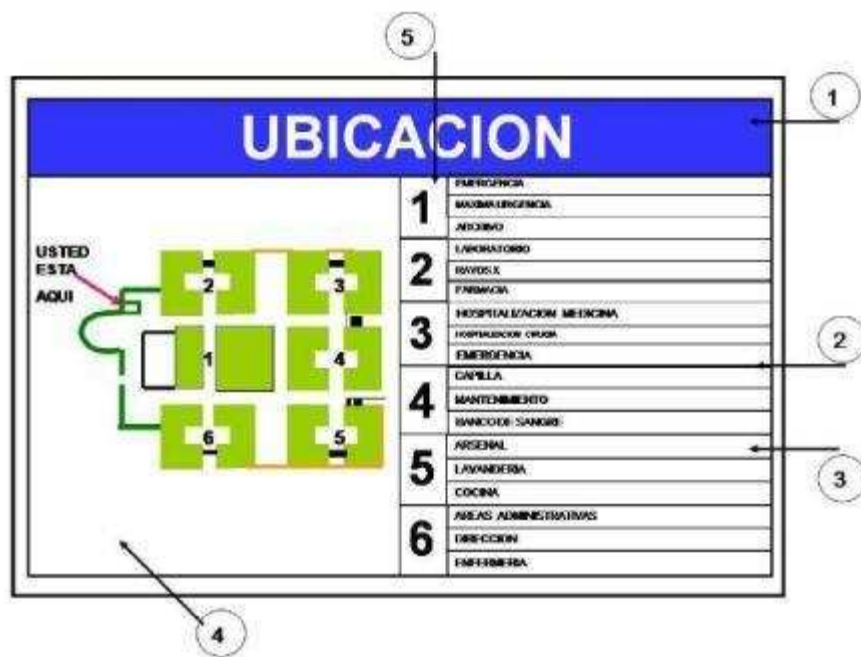 5
1
UBICACION
1
EMERGENCIA
MAXIMA URGENCIA
ARCHIVO
2
LABORATORIO
RAYOS X
FARMACIA
3
HOSPITALIZACION MEDICINA
HOSPITALIZACION CIRUGIA
EMERGENCIA
4
CAPILLA
MANTENIMIENTO
BANCO DE SANGRE
5
ARSENAL
LAVANDERIA
COCINA
6
AREAS ADMINISTRATIVAS
DIRECCION
ENFERMERIA
USTED
ESTA
AQUI
2
3
1
4
6
5
2
3
4